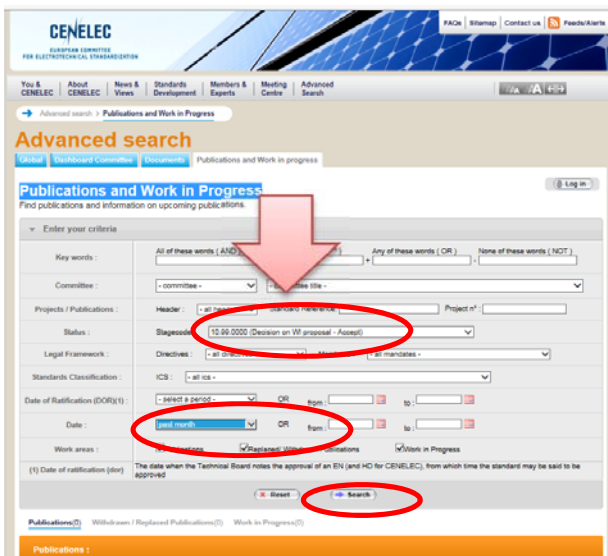 CENELEC
EUROPEAN COMMITTEE
FOR ELECTROTECHNICAL STANDARDIZATION
FAQs | Sitemap | Contact us | Feeds/Alerts
You & CENELEC | About CENELEC | News & Views | Standards Development | Members & Experts | Meeting Centre | Advanced Search
AA
Advanced search > Publications and Work in Progress
Advanced search
Global Dashboard Committee Documents Publications and Work in progress
Publications and Work in Progress
Log in
Find publications and information on upcoming publications.
Enter your criteria
All of these words ( AND ) Any of these words ( OR ) None of these words ( NOT )
Key words : + -
Committee : - committee - title -
Projects / Publications : Header : - all Standard Reference: Project n° :
Status : Stagecode 10.99.0000 (Decision on WI proposal - Accept)
Legal Framework : Directives : - all - all mandates -
Standards Classification : ICS : - all ics -
Date of Ratification (DOR)(1) : - select a period - OR from : to :
Date : past month OR from : to :
Work areas : Replaced/ Work in Progress
(1) Date of ratification (dor) The date when the Technical Board notes the approval of an EN (and HD for CENELEC), from which time the standard may be said to be
approved
Reset Search
Publications(0) Withdrawn / Replaced Publications(0) Work in Progress(0)
Publications :